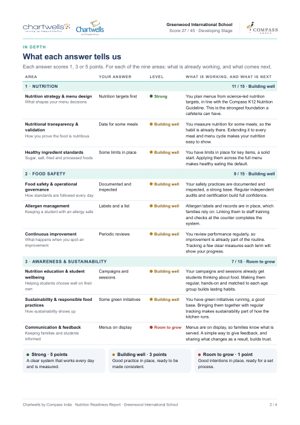 chartwells
Chartwells
Greenwood International School
Score 27 / 45 · Developing Stage
COMPASS
IN DEPTH
What each answer tells us
Each answer scores 1, 3 or 5 points. For each of the nine areas: what is already working, and what comes next.
AREA YOUR ANSWER LEVEL WHAT IS WORKING, AND WHAT IS NEXT
1 · NUTRITION 11 / 15 · Building well
Nutrition strategy & menu design
What shapes your menu decisions
Nutrition targets first
Strong
You plan menus from science-led nutrition
targets, in line with the Compass K12 Nutrition
Guideline. This is the strongest foundation a
cafeteria can have.
Nutritional transparency &
validation
How you prove the food is nutritious
Data for some meals
Building well
You measure nutrition for some meals, so the
habit is already there. Extending it to every
meal and menu cycle makes your nutrition
easy to show.
Healthy ingredient standards
Sugar, salt, fried and processed foods
Some limits in place
Building well
You have limits in place for key items, a solid
start. Applying them across the full menu
makes healthy eating the default.
2 · FOOD SAFETY 9 / 15 · Building well
Food safety & operational
governance
How standards are followed every day
Documented and
inspected
Building well
Your safety practices are documented and
inspected, a strong base. Regular independent
audits and certification build full confidence.
Allergen management
Keeping a student with an allergy safe
Labels and a list
Building well
Allergen labels and records are in place, which
families rely on. Linking them to staff training
and checks at the counter completes the
system.
Continuous improvement
What happens when you spot an
improvement
Periodic reviews
Building well
You review performance regularly, so
improvement is already part of the routine.
Tracking a few clear measures each term will
show your progress.
3 · AWARENESS & SUSTAINABILITY 7 / 15 · Room to grow
Nutrition education & student
wellbeing
Helping students choose well on their
own
Campaigns and
sessions
Building well
Your campaigns and sessions already get
students thinking about food. Making them
regular, hands-on and matched to each age
group builds lasting habits.
Sustainability & responsible food
practices
How sustainability shows up
Some green initiatives
Building well
You have green initiatives running, a good
base. Bringing them together with regular
tracking makes sustainability part of how the
kitchen runs.
Communication & feedback
Keeping families and students
informed
Menus on display
Room to grow
Menus are on display, so families know what is
served. A simple way to give feedback, and
sharing what changes as a result, builds trust.
Strong · 5 points
A clear system that works every day
and is measured.
Building well · 3 points
Good practice in place, ready to be
made consistent.
Room to grow · 1 point
Good intentions in place, ready for a set
process.
Chartwells by Compass India · Nutrition Readiness Report · Greenwood International School